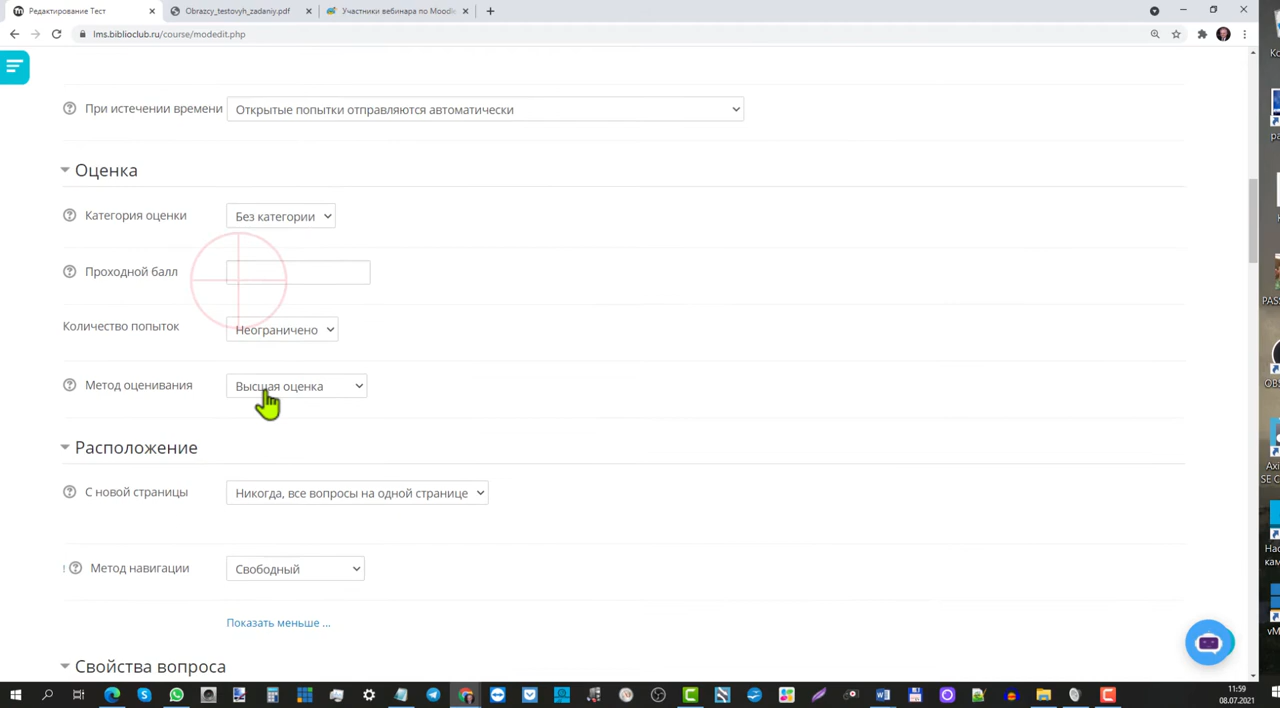 Редактирование Тест
Obrazcy_testovyh_zadaniy.pdf
Участники вебинара по Moodle
lms.biblioclub.ru/course/modedit.php
При истечении времени
Открытые попытки отправляются автоматически
Оценка
Категория оценки
Без категории
Проходной балл
Количество попыток
Неограничено
Метод оценивания
Высшая оценка
Расположение
С новой страницы
Никогда, все вопросы на одной странице
! Метод навигации
Свободный
Показать меньше ...
Свойства вопроса
11:59
08.07.2021